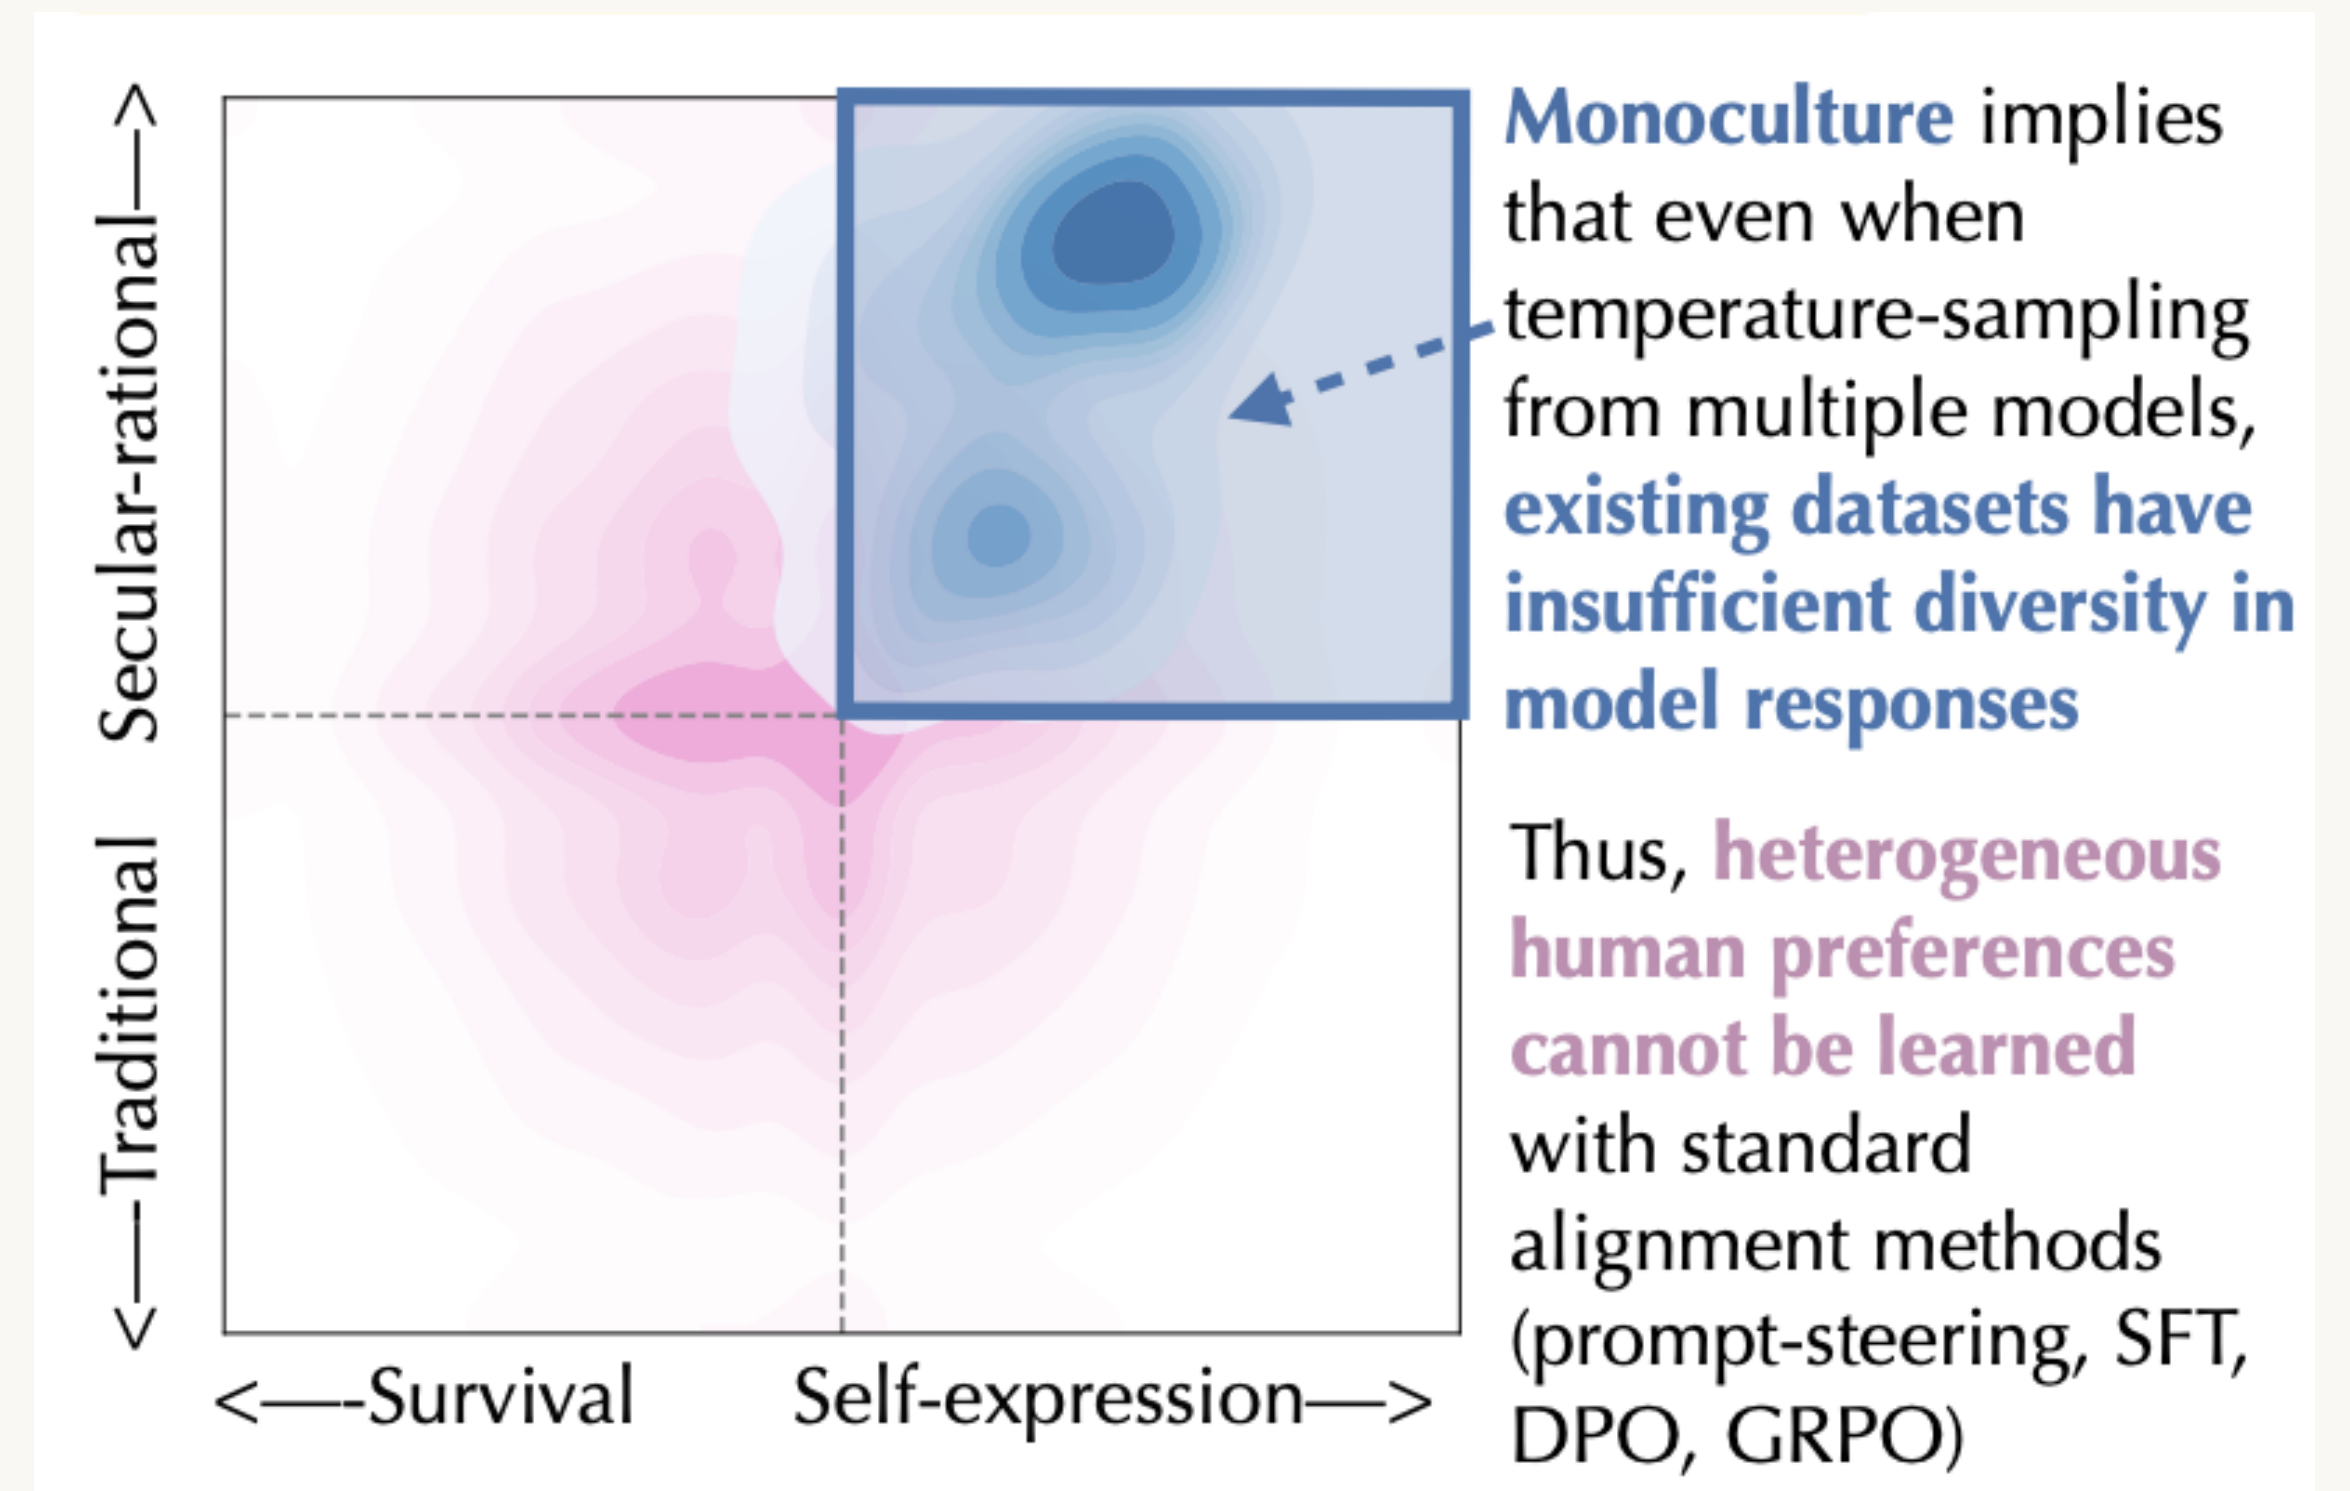 Secular-rational—->
<—-Traditional
<—-Survival
Self-expression—->
Monoculture implies
that even when
temperature-sampling
from multiple models,
existing datasets have
insufficient diversity in
model responses
Thus, heterogeneous
human preferences
cannot be learned
with standard
alignment methods
(prompt-steering, SFT,
DPO, GRPO)